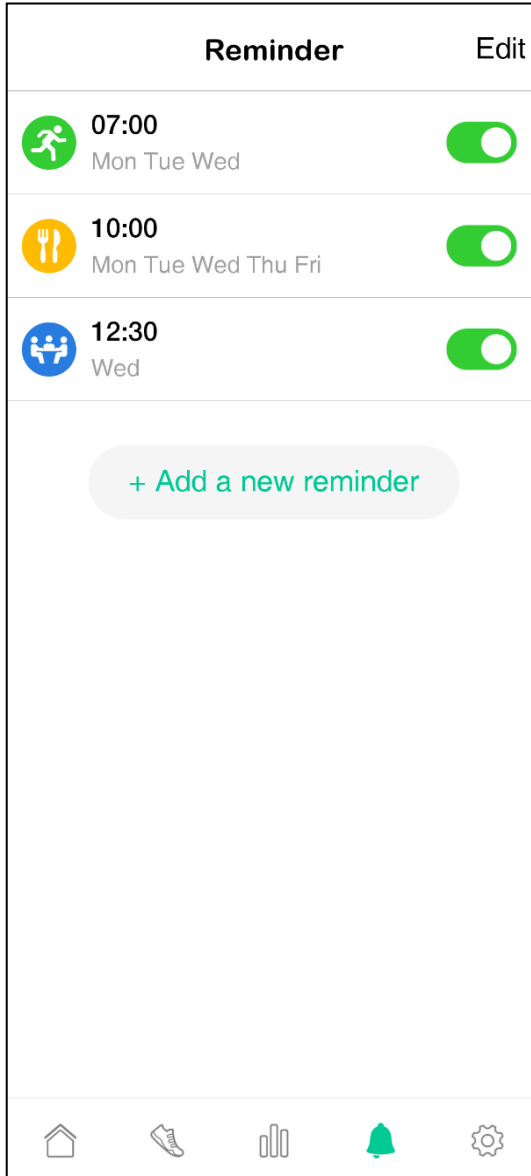 Reminder Edit
07:00
Mon Tue Wed
10:00
Mon Tue Wed Thu Fri
12:30
Wed
+ Add a new reminder